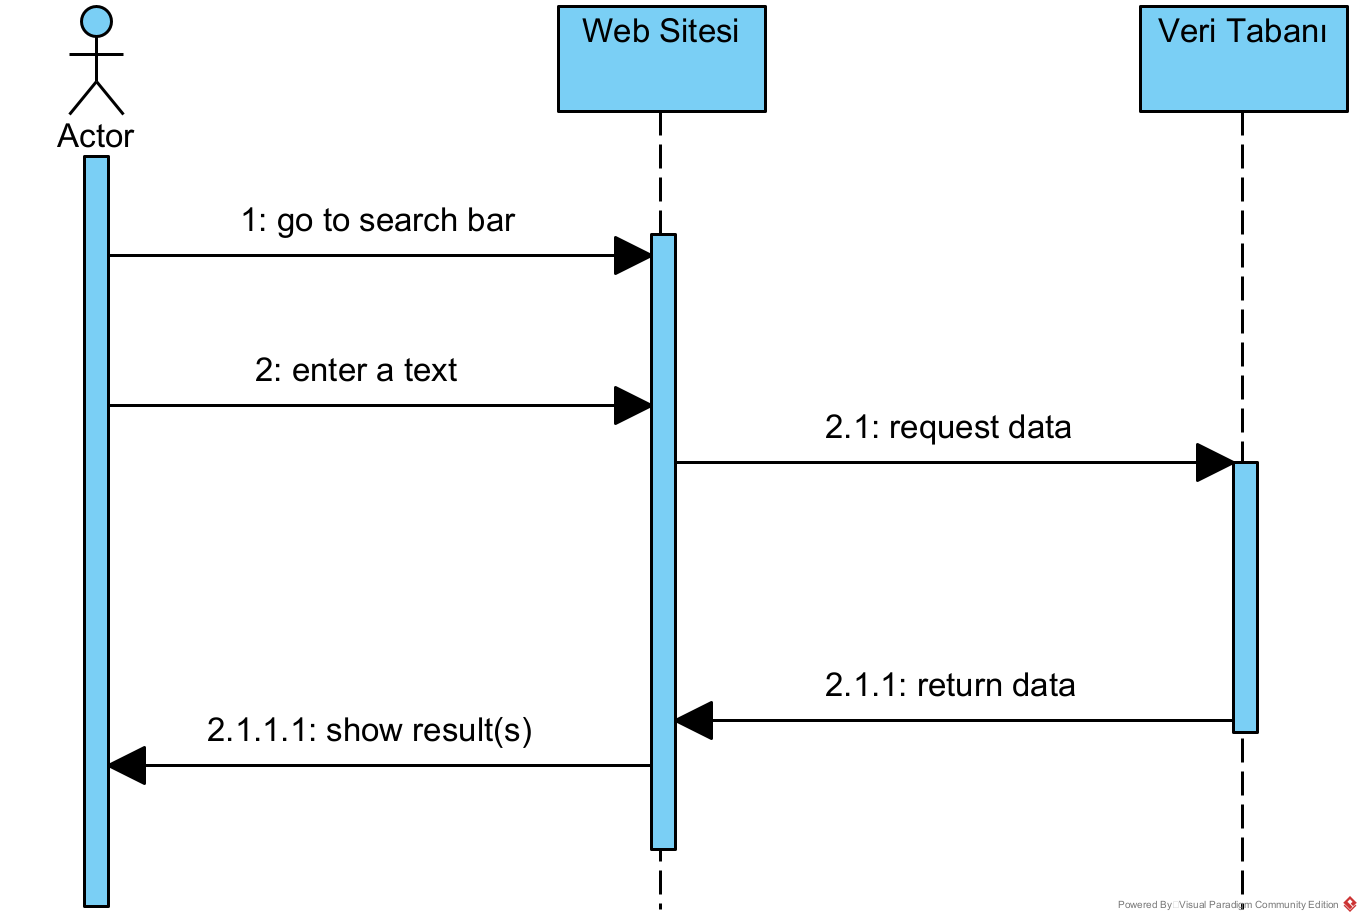 Web Sitesi
Veri Tabanı
Actor
1: go to search bar
2: enter a text
2.1: request data
2.1.1: return data
2.1.1.1: show result(s)
Powered By Visual Paradigm Community Edition